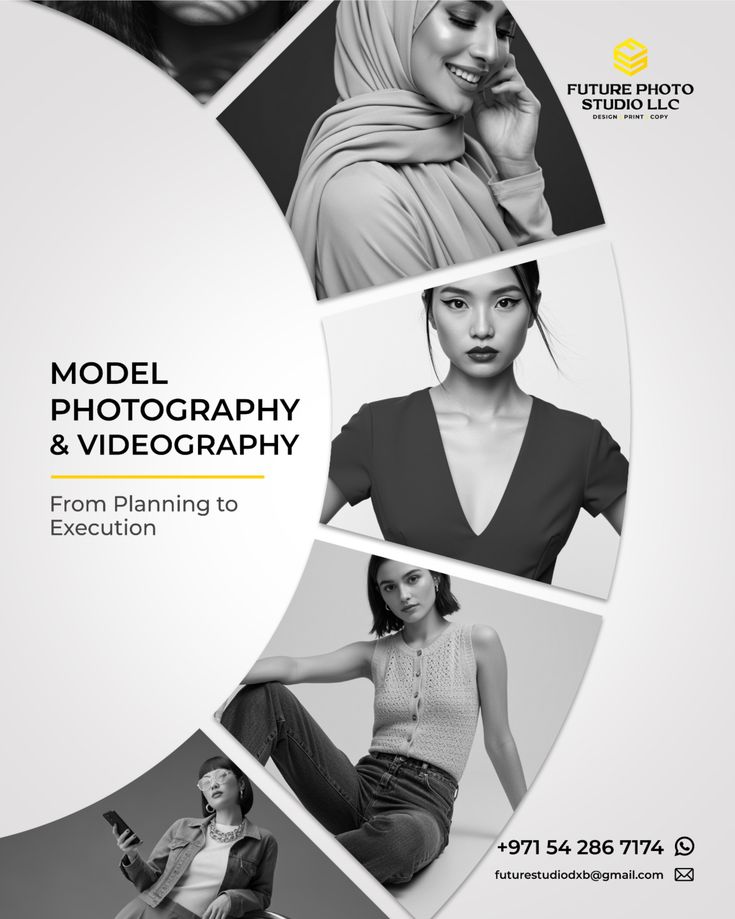 FUTURE PHOTO
STUDIO LLC
DESIGN | PRINT | COPY
MODEL
PHOTOGRAPHY
& VIDEOGRAPHY
From Planning to
Execution
+971 54 286 7174
futurestudiodxb@gmail.com